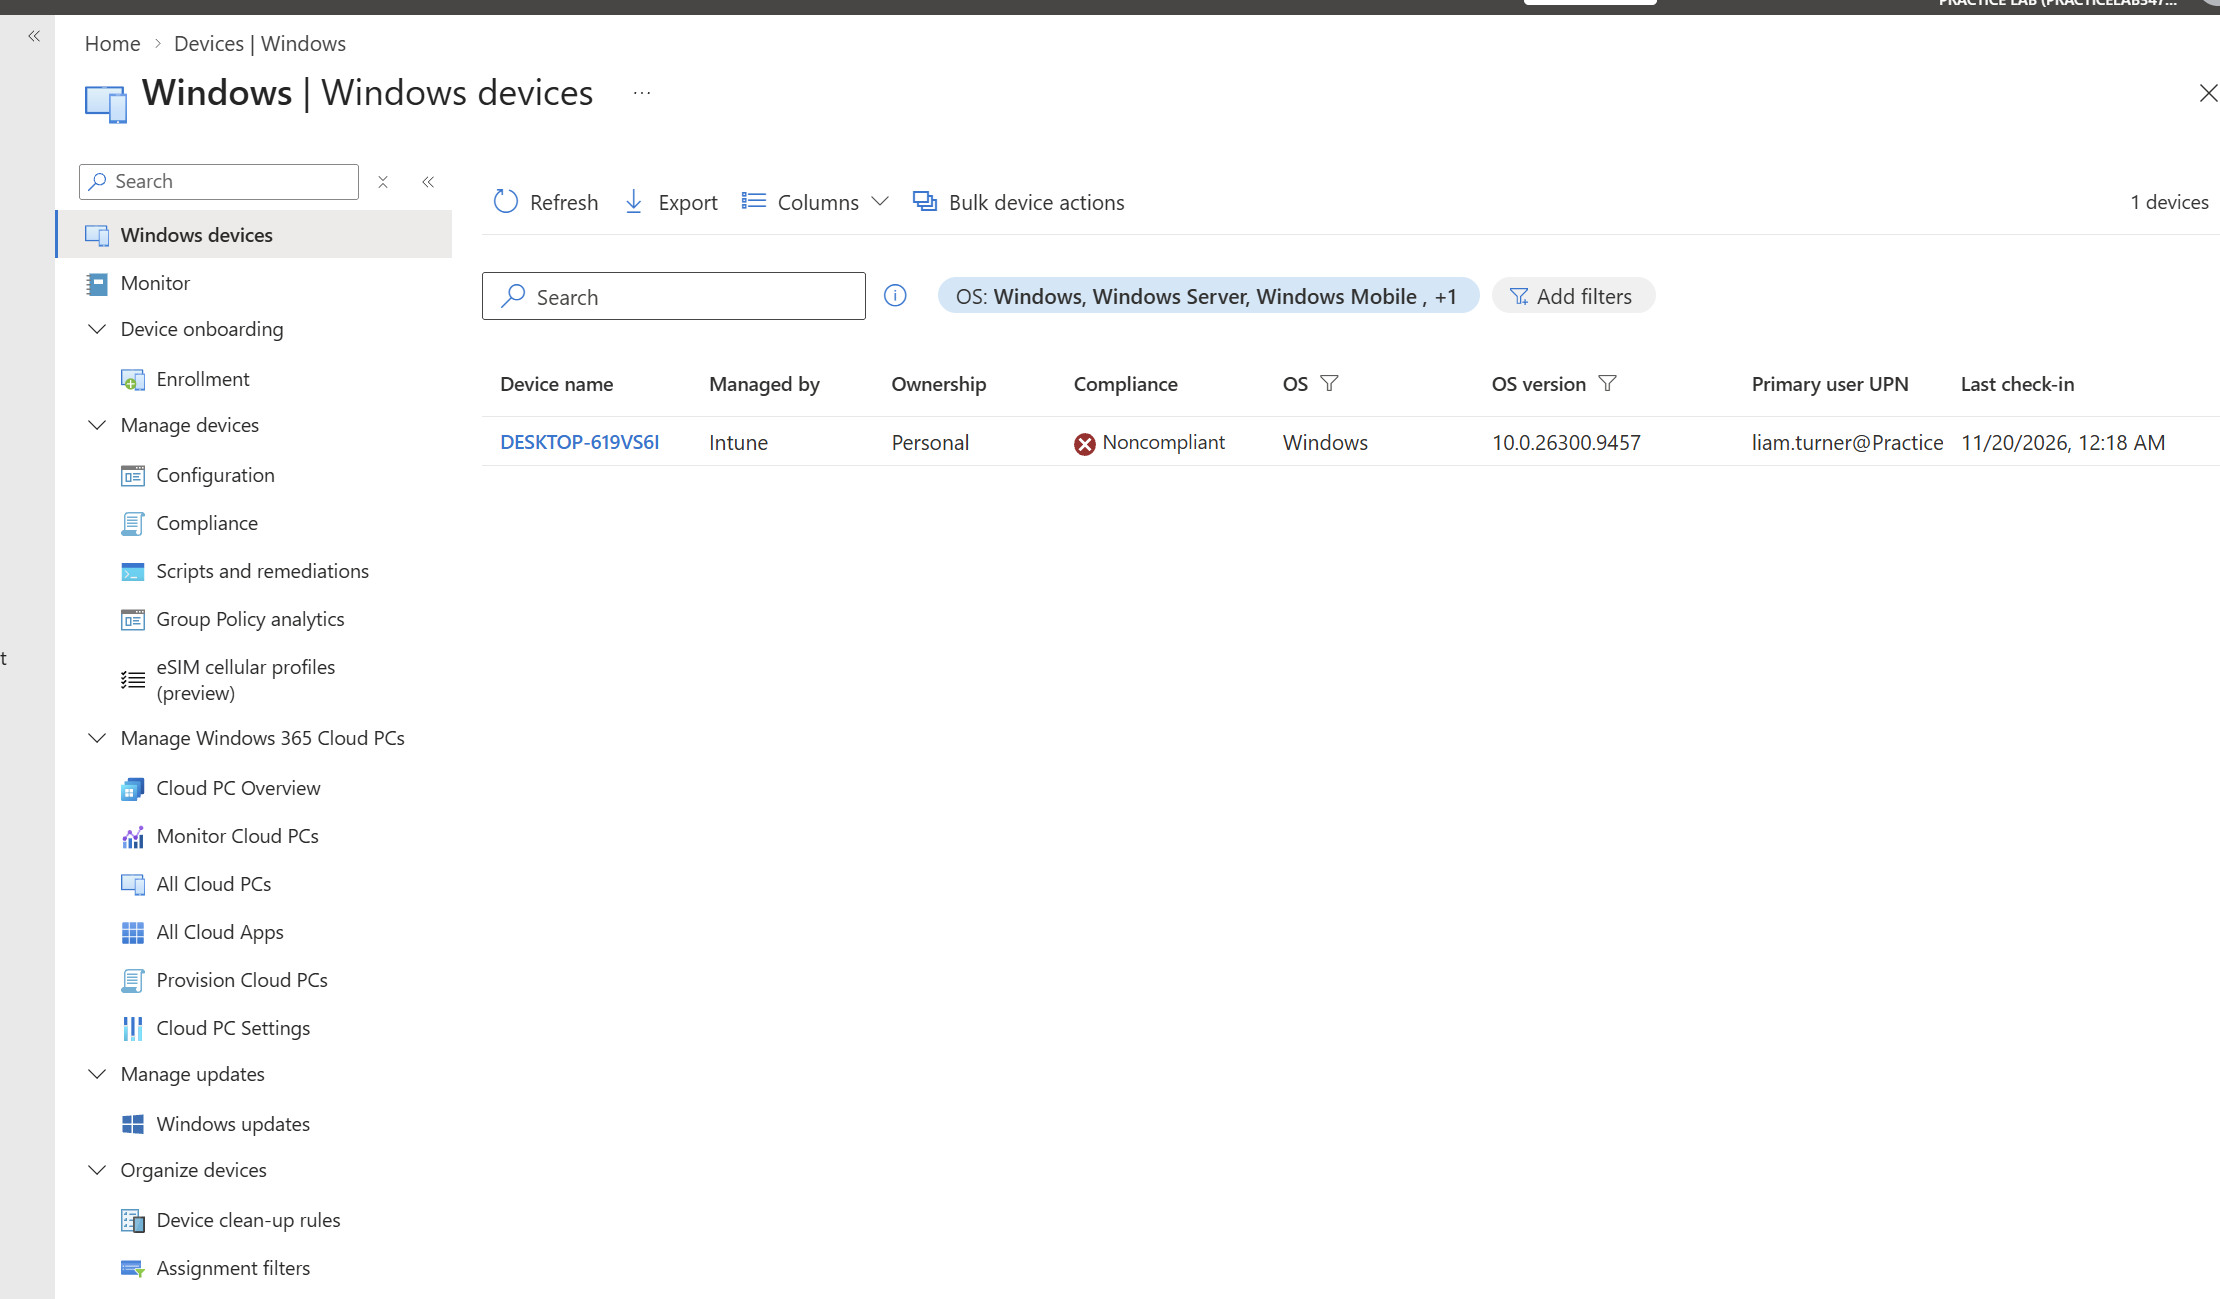 PRACTICE LAB (PRACTICELAB347...
Home > Devices | Windows
Windows | Windows devices ...
Search
Windows devices
Monitor
Device onboarding
Enrollment
Manage devices
Configuration
Compliance
Scripts and remediations
Group Policy analytics
eSIM cellular profiles
(preview)
Manage Windows 365 Cloud PCs
Cloud PC Overview
Monitor Cloud PCs
All Cloud PCs
All Cloud Apps
Provision Cloud PCs
Cloud PC Settings
Manage updates
Windows updates
Organize devices
Device clean-up rules
Assignment filters
t
Refresh Export Columns Bulk device actions 1 devices
Search OS: Windows, Windows Server, Windows Mobile , +1 Add filters
Device name Managed by Ownership Compliance OS OS version Primary user UPN Last check-in
DESKTOP-619VS6I Intune Personal Noncompliant Windows 10.0.26300.9457 liam.turner@Practice 11/20/2026, 12:18 AM